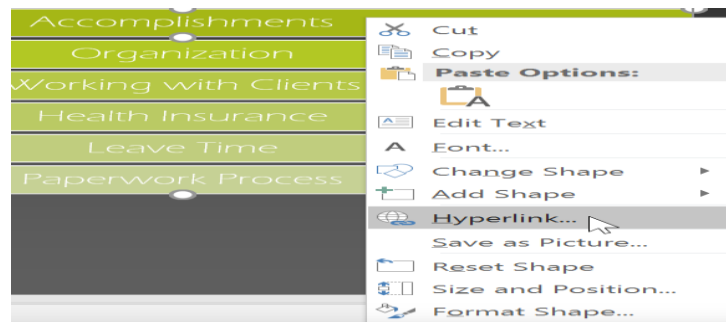 Accomplishments
Organization
Working with Clients
Health Insurance
Leave Time
Paperwork Process
Cut
Copy
Paste Options:
Edit Text
Font...
Change Shape
Add Shape
Hyperlink...
Save as Picture...
Reset Shape
Size and Position...
Format Shape...